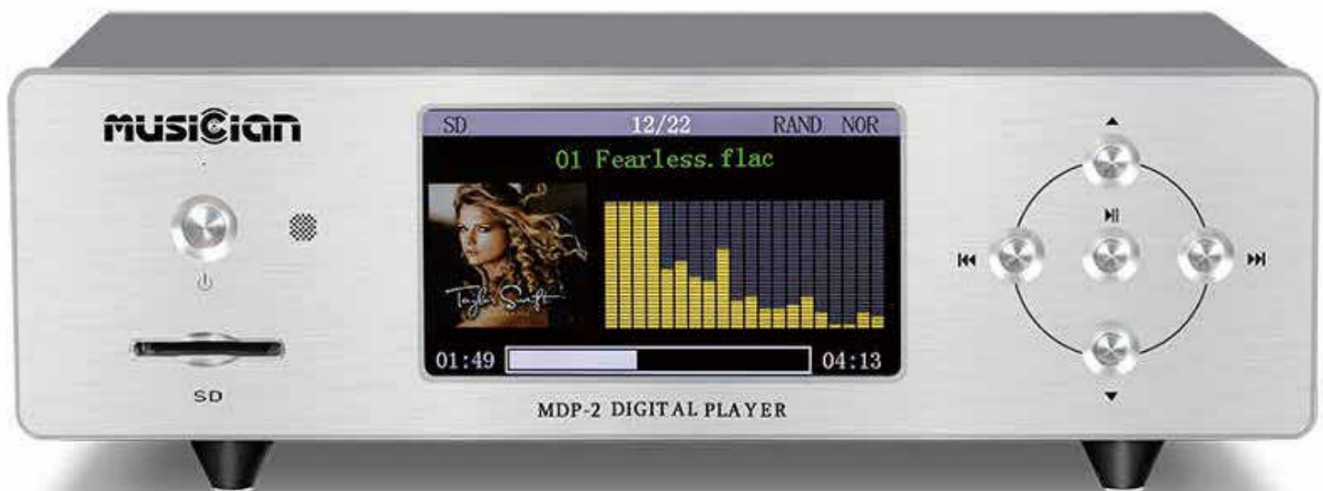 musician
SD 12/22 RAND NOR
01 Fearless.flac
Taylor Swift
01:49 04:13
SD
MDP-2 DIGITAL PLAYER